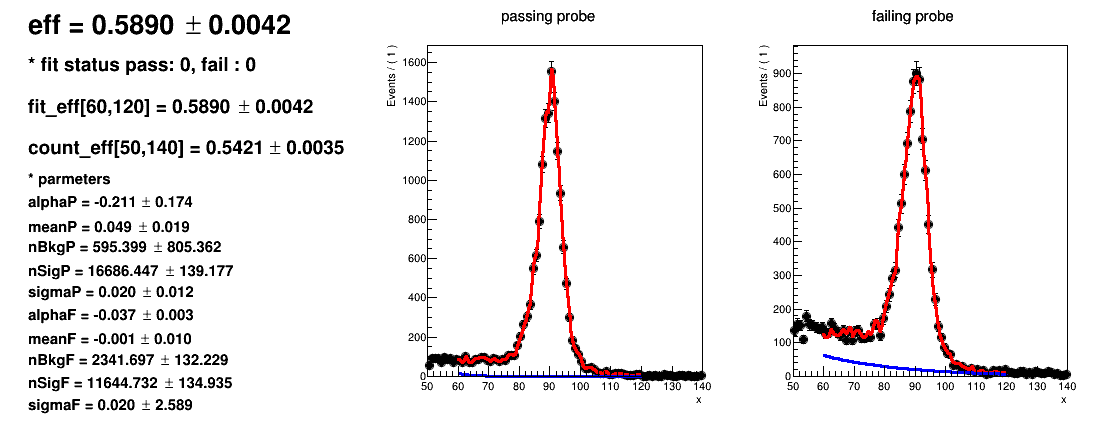 eff = 0.5890 ± 0.0042
* fit status pass: 0, fail : 0
fit_eff[60,120] = 0.5890 ± 0.0042
count_eff[50,140] = 0.5421 ± 0.0035
* parmeters
alphaP = -0.211 ± 0.174
meanP = 0.049 ± 0.019
nBkgP = 595.399 ± 805.362
nSigP = 16686.447 ± 139.177
sigmaP = 0.020 ± 0.012
alphaF = -0.037 ± 0.003
meanF = -0.001 ± 0.010
nBkgF = 2341.697 ± 132.229
nSigF = 11644.732 ± 134.935
sigmaF = 0.020 ± 2.589
passing probe
Events / ( 1 )
1600
1400
1200
1000
800
600
400
200
0
50 60 70 80 90 100 110 120 130 140
x
failing probe
Events / ( 1 )
900
800
700
600
500
400
300
200
100
0
50 60 70 80 90 100 110 120 130 140
x